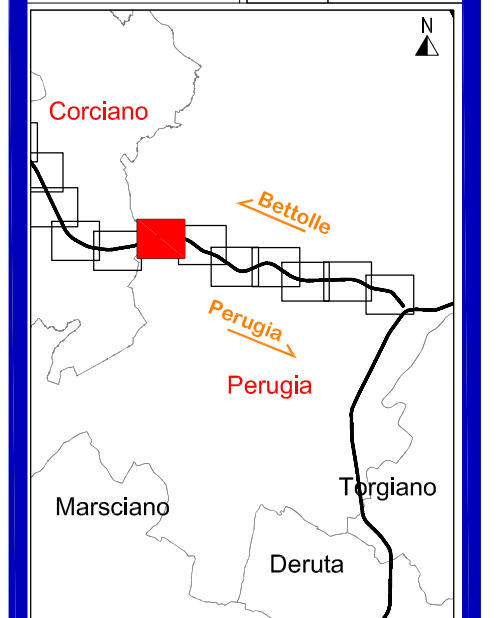 N
Corciano
Bettolle
Perugia
Perugia
Torgiano
Marsciano
Deruta